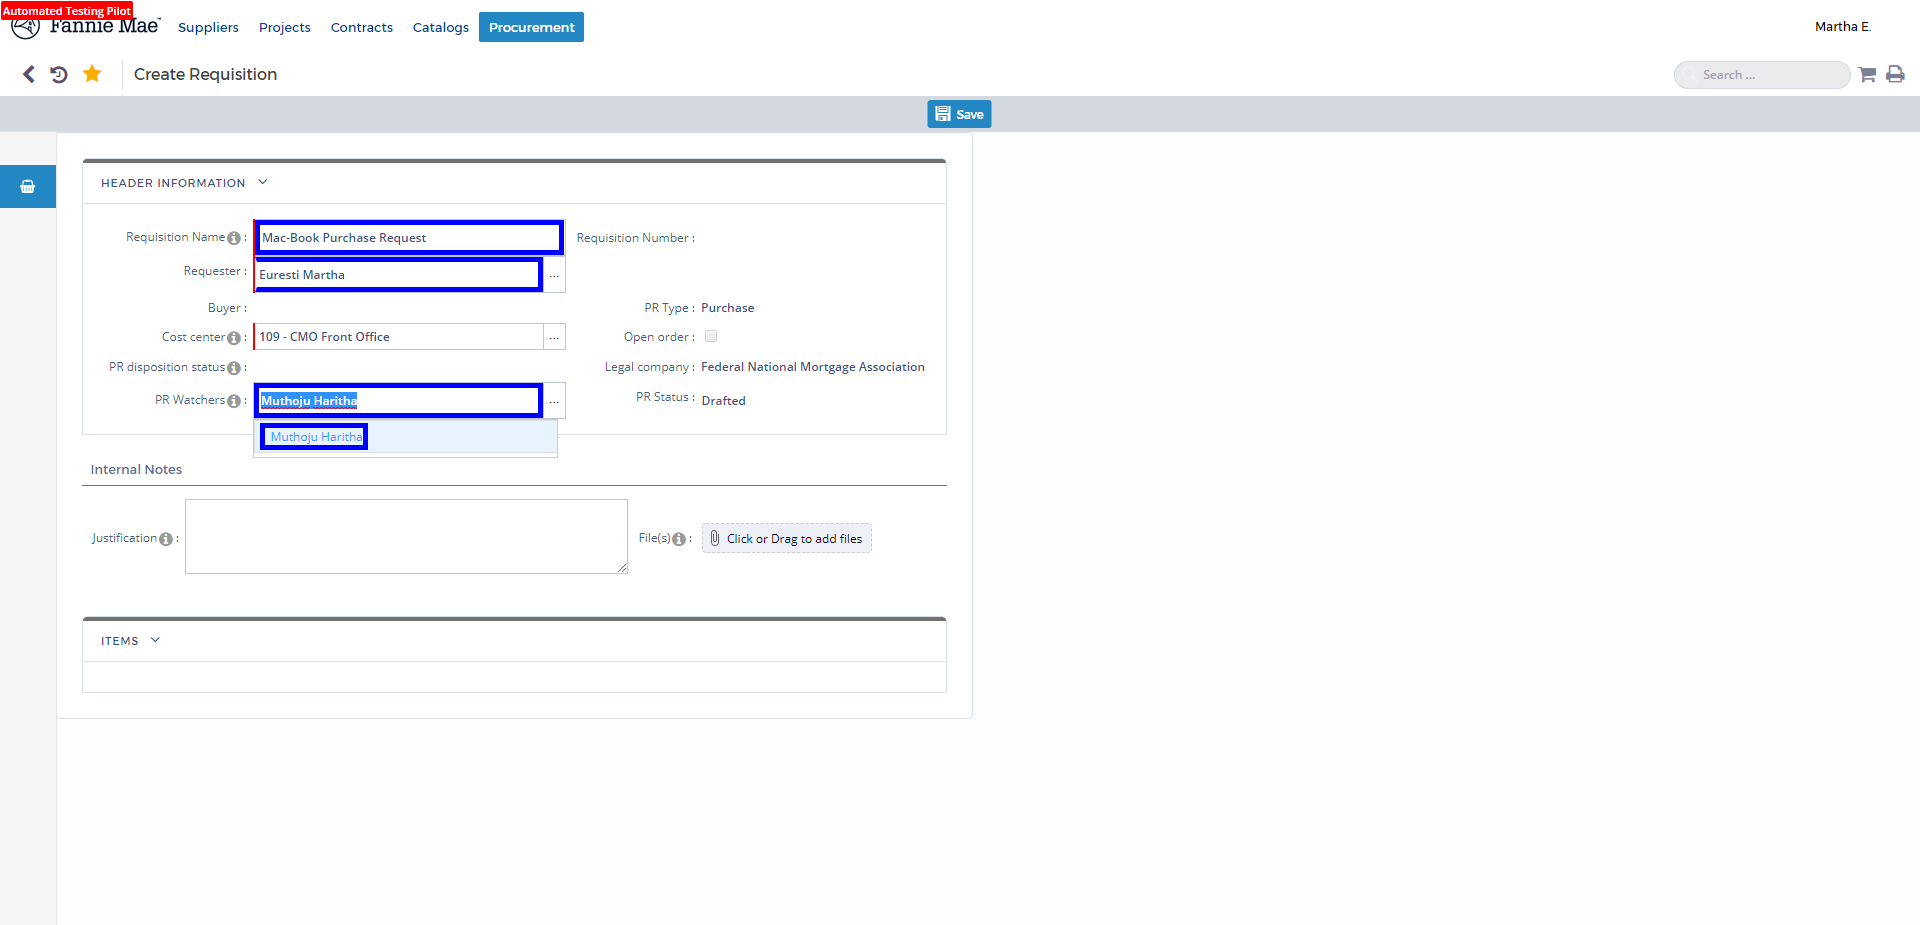 Automated Testing Pilot
Fannie Mae™ Suppliers Projects Contracts Catalogs Procurement Martha E.
Create Requisition Search ...
Save
HEADER INFORMATION
Requisition Name : Mac-Book Purchase Request Requisition Number :
Requester : Euresti Martha ...
Buyer : PR Type : Purchase
Cost center : 109 - CMO Front Office ... Open order :
PR disposition status : Legal company : Federal National Mortgage Association
PR Watchers : Muthoju Haritha ... PR Status : Drafted
Muthoju Haritha
Internal Notes
Justification : File(s) : Click or Drag to add files
ITEMS